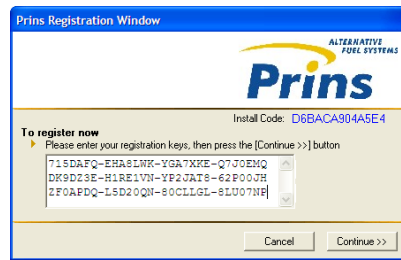 Prins Registration Window
ALTERNATIVE
FUEL SYSTEMS
Prins
Install Code: D6BACA904A5E4
To register now
Please enter your registration keys, then press the [Continue >>] button
715DAFQ-EHA8LWK-YGA7XKE-Q7J0EMQ
DK9DZ3E-H1RE1VN-YP2JAT8-62P00JH
ZF0APDQ-L5D20QN-80CLLGL-8LU07NP
Cancel
Continue >>